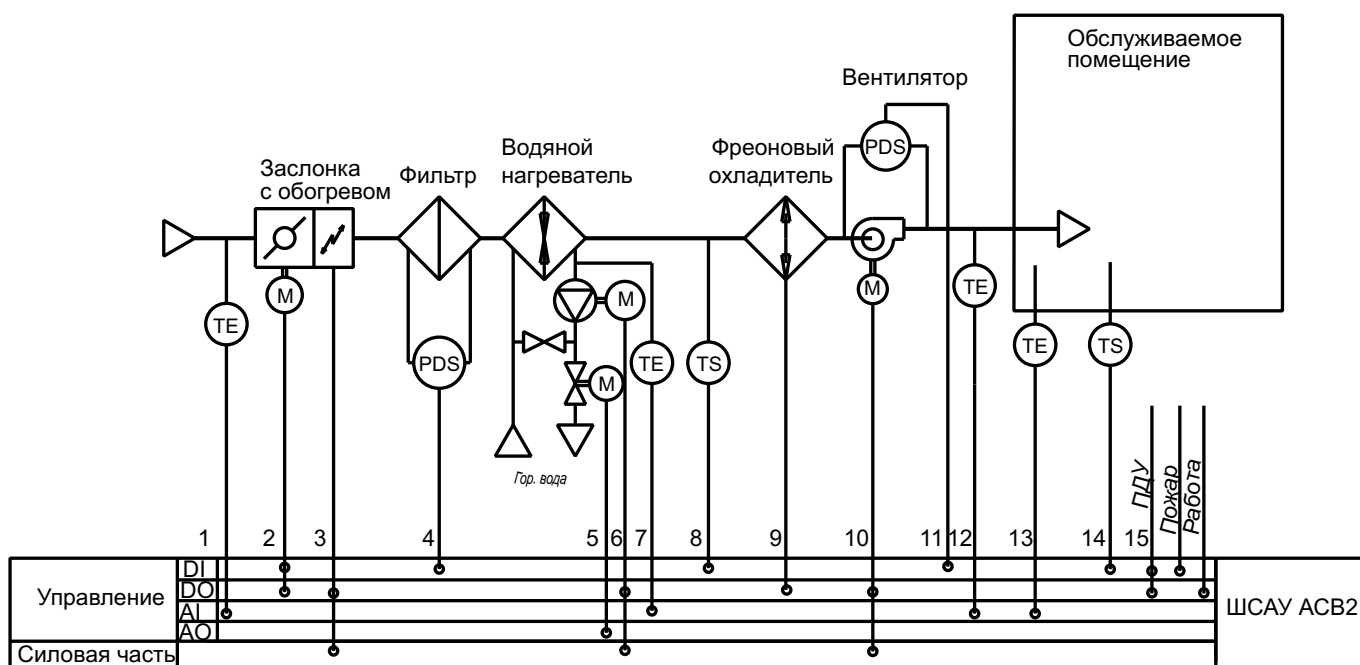 Обслуживаемое
помещение
Вентилятор
PDS
Водяной
нагреватель
Фреоновый
охладитель
Заслонка
с обогревом
Фильтр
M
TE
M
M
TE
PDS
TE
TS
M
TE
TS
Гор. вода
ПДУ
Пожар
Работа
1 2 3 4 5 6 7 8 9 10 11 12 13 14 15
Управление
DI
DO
AI
AO
Силовая часть
ШСАУ АСВ2